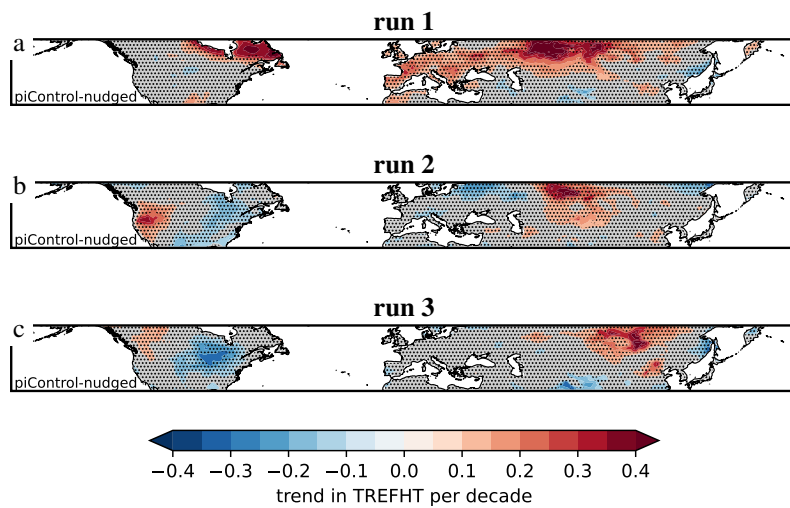 run 1
a
piControl-nudged
run 2
b
piControl-nudged
run 3
c
piControl-nudged
−0.4 −0.3 −0.2 −0.1 0.0 0.1 0.2 0.3 0.4
trend in TREFHT per decade